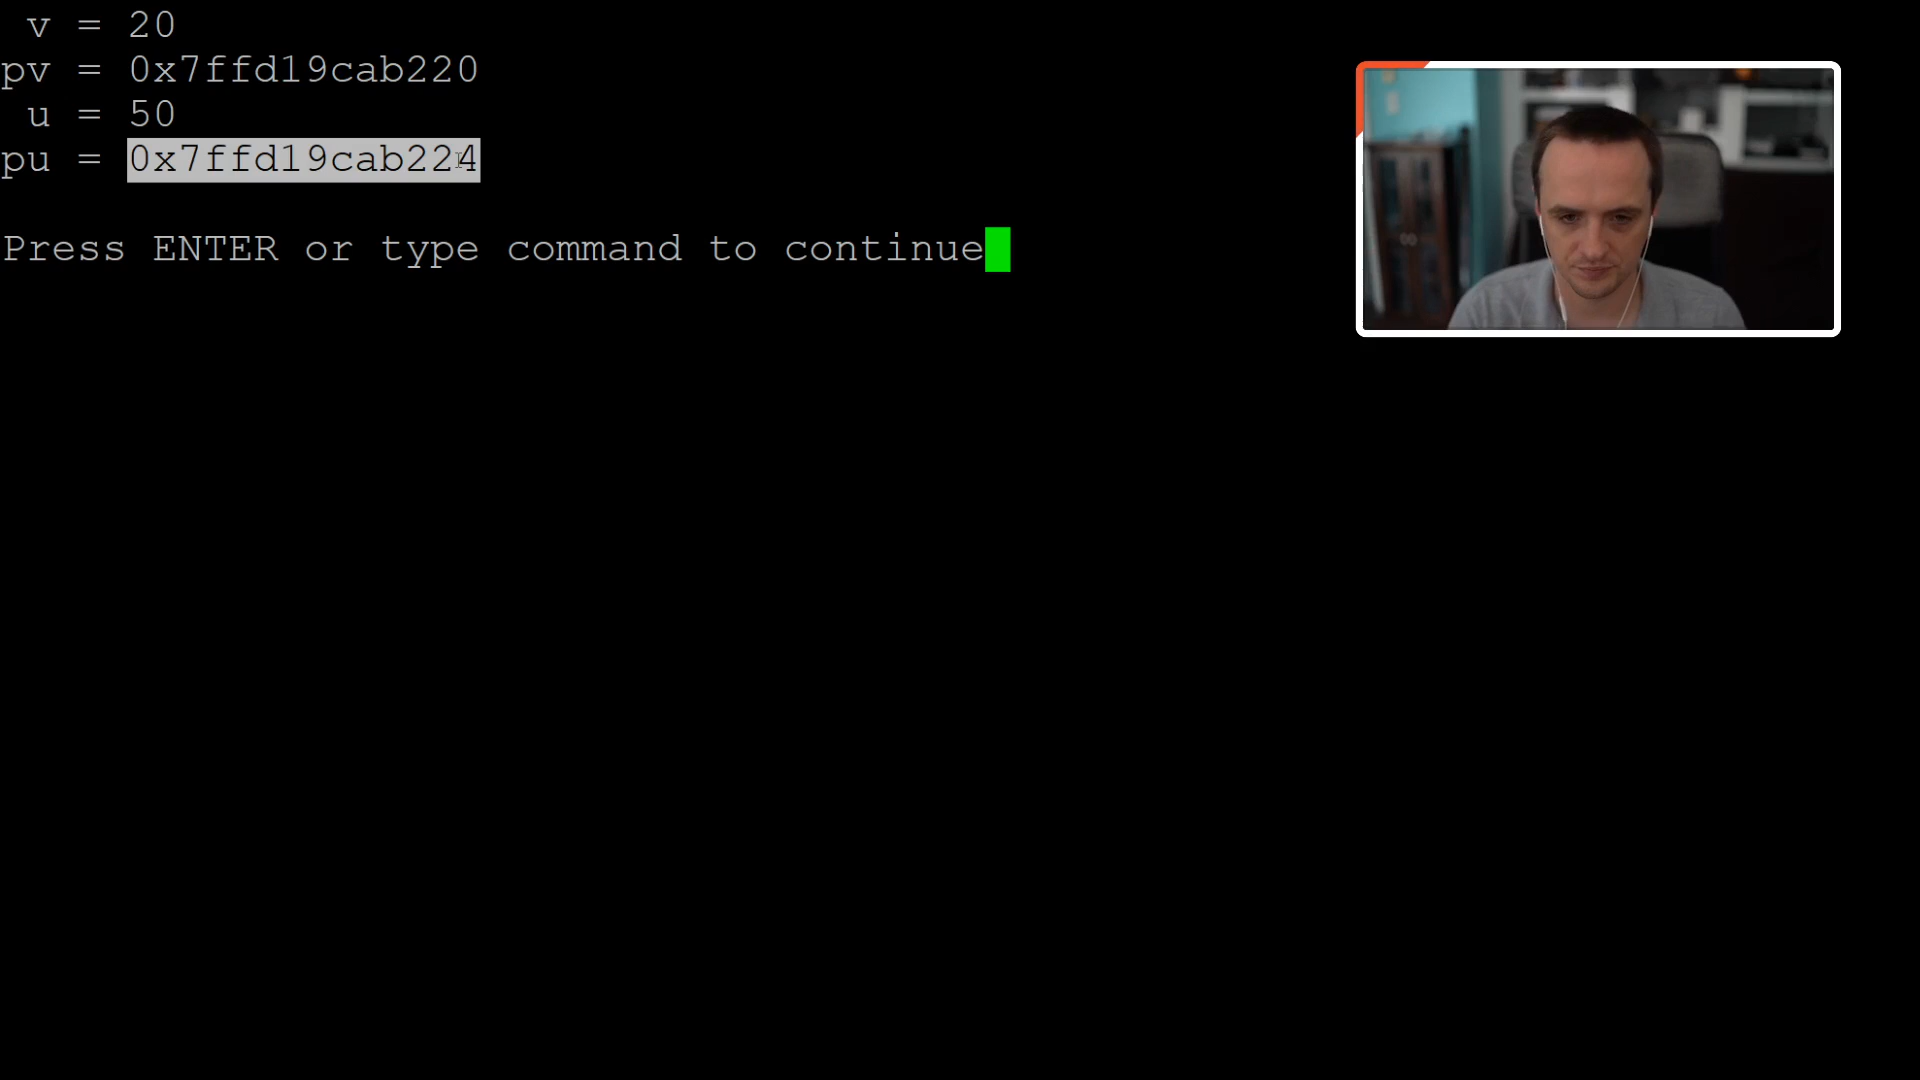 v = 20
pv = 0x7ffd19cab220
u = 50
pu = 0x7ffd19cab224
Press ENTER or type command to continue